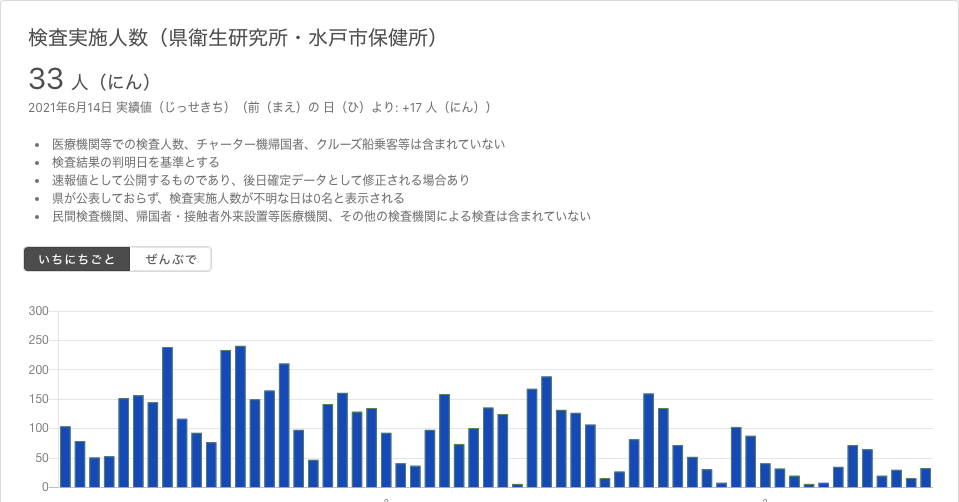 検査実施人数（県衛生研究所・水戸市保健所）
33 人（にん）
2021年6月14日 実績値（じっせきち）（前（まえ）の 日（ひ）より: +17 人（にん））
• 医療機関等での検査人数、チャーター機帰国者、クルーズ船乗客等は含まれていない
• 検査結果の判明日を基準とする
• 速報値として公開するものであり、後日確定データとして修正される場合あり
• 県が公表しておらず、検査実施人数が不明な日は0名と表示される
• 民間検査機関、帰国者・接触者外来設置等医療機関、その他の検査機関による検査は含まれていない
いちにちごと ぜんぶで
300
250
200
150
100
50
0